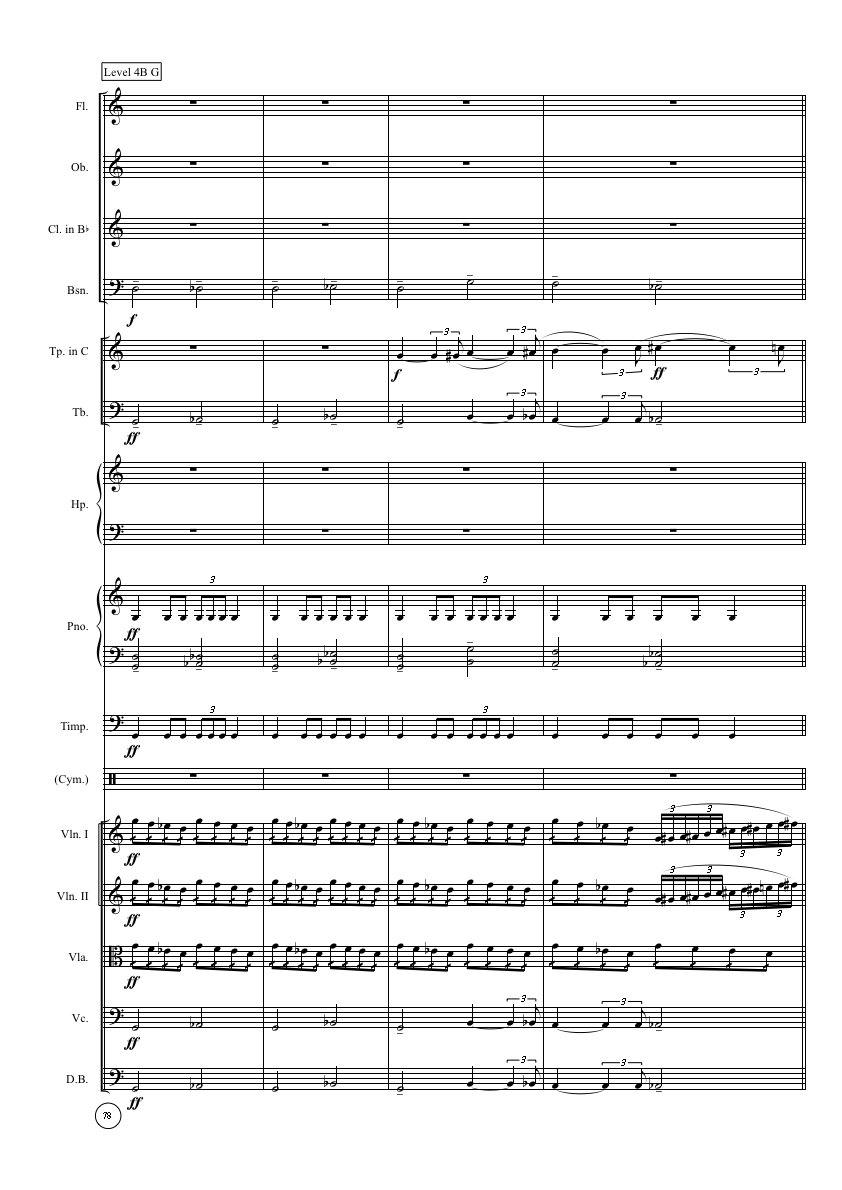 Level 4B G
Fl.
Ob.
Cl. in B♭
Bsn.
f
3 3
Tp. in C
f 3 ff 3
3 3
Tb.
ff
Hp.
3 3
Pno.
ff
3 3
Timp.
ff
(Cym.)
3 3
Vln. I
ff 3 3
3 3
Vln. II
ff 3 3
Vla.
ff
3 3
Vc.
ff
3 3
D.B.
ff
78